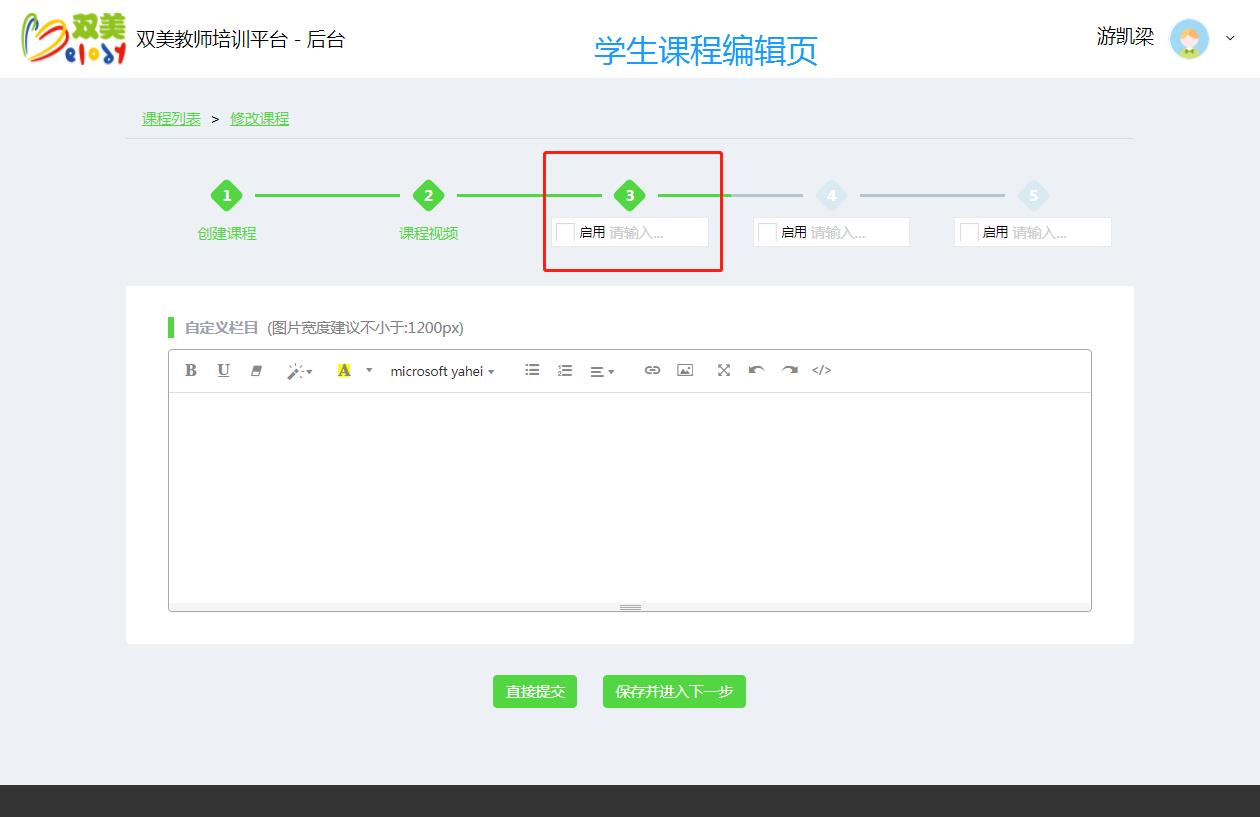 双美
elody
双美教师培训平台 - 后台
学生课程编辑页
游凯梁
课程列表 > 修改课程
1 2 3 4 5
创建课程 课程视频 启用 请输入... 启用 请输入... 启用 请输入...
自定义栏目 (图片宽度建议不小于:1200px)
B U A microsoft yahei </>
直接提交 保存并进入下一步